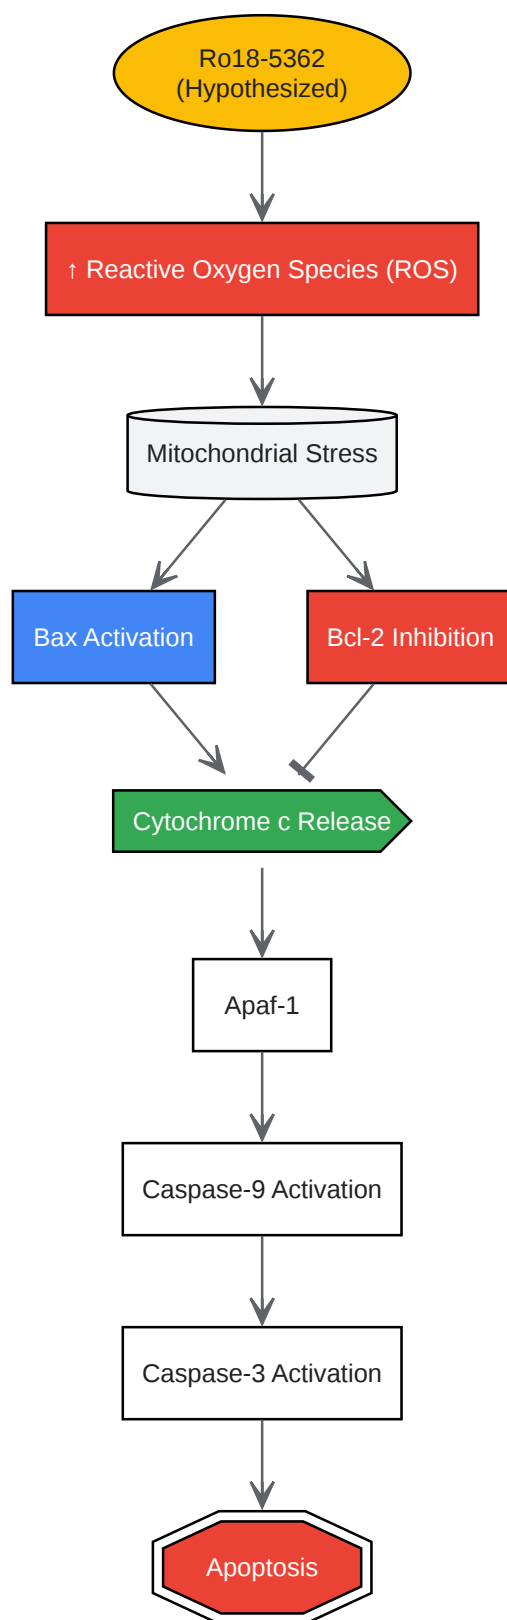 Ro18-5362
(Hypothesized)
↑ Reactive Oxygen Species (ROS)
Mitochondrial Stress
Bax Activation
Bcl-2 Inhibition
Cytochrome c Release
Apaf-1
Caspase-9 Activation
Caspase-3 Activation
Apoptosis